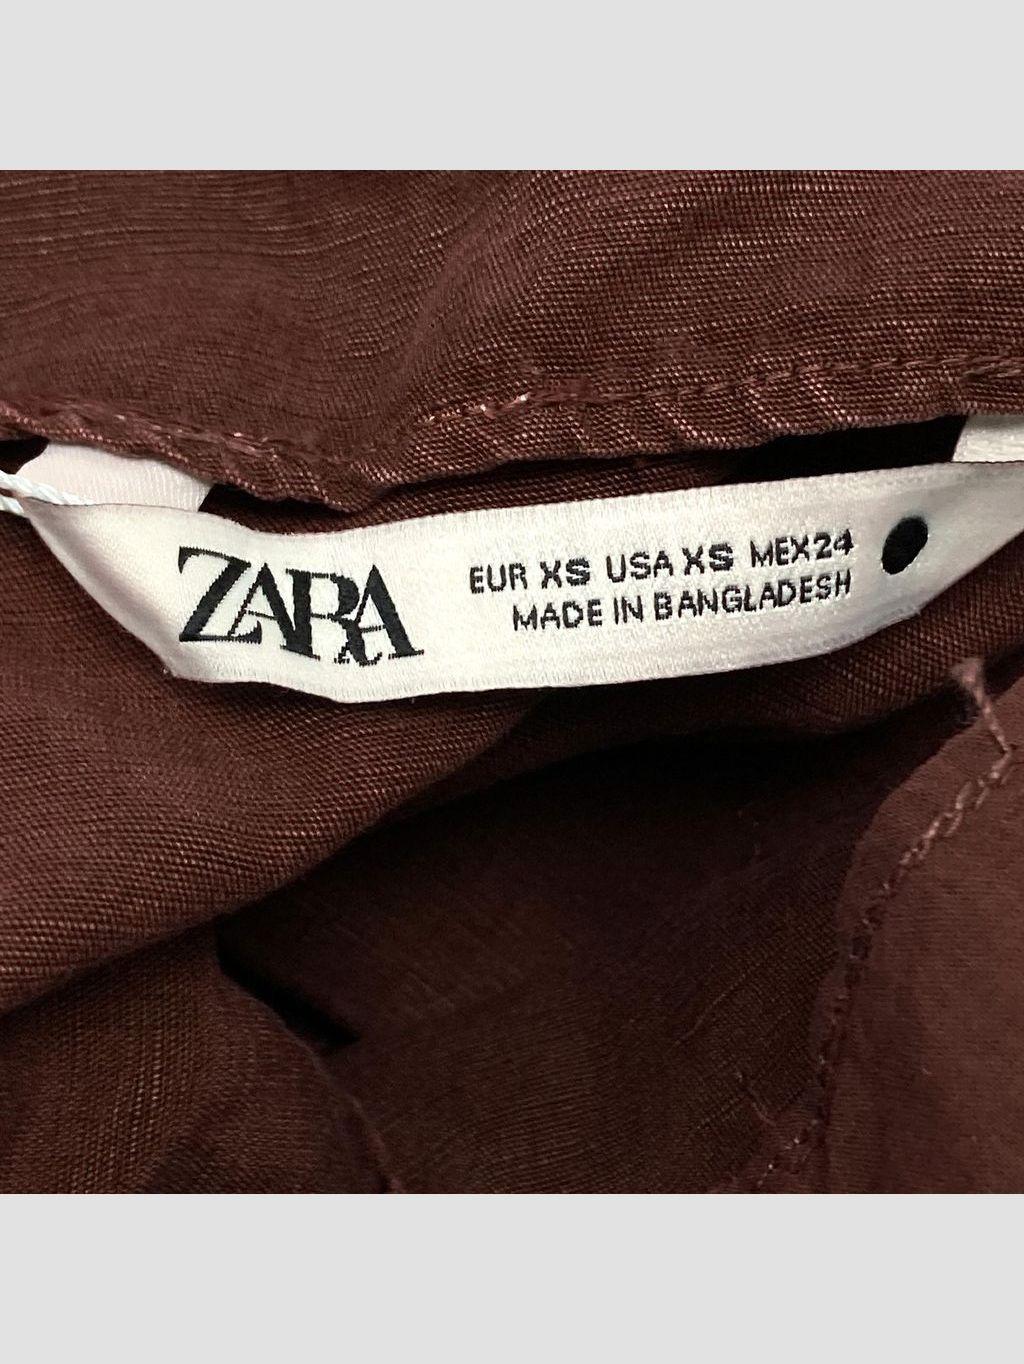 ZARA
EUR XS USA XS MEX24
MADE IN BANGLADESH